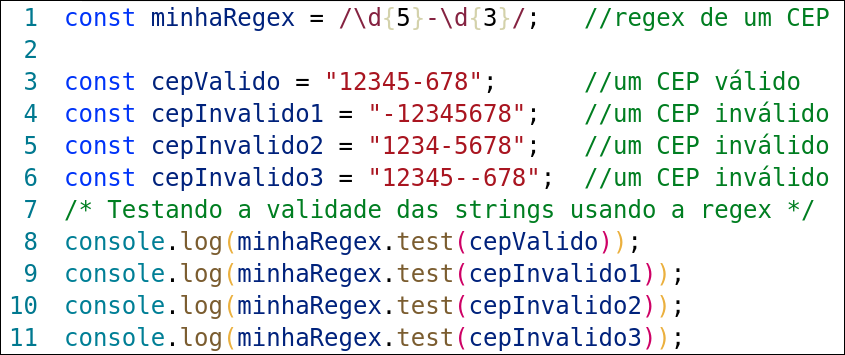 1 const minhaRegex = /\d{5}-\d{3}/;   //regex de um CEP
2
3 const cepValido = "12345-678";      //um CEP válido
4 const cepInvalido1 = "-12345678";   //um CEP inválido
5 const cepInvalido2 = "1234-5678";   //um CEP inválido
6 const cepInvalido3 = "12345--678";  //um CEP inválido
7 /* Testando a validade das strings usando a regex */
8 console.log(minhaRegex.test(cepValido));
9 console.log(minhaRegex.test(cepInvalido1));
10 console.log(minhaRegex.test(cepInvalido2));
11 console.log(minhaRegex.test(cepInvalido3));